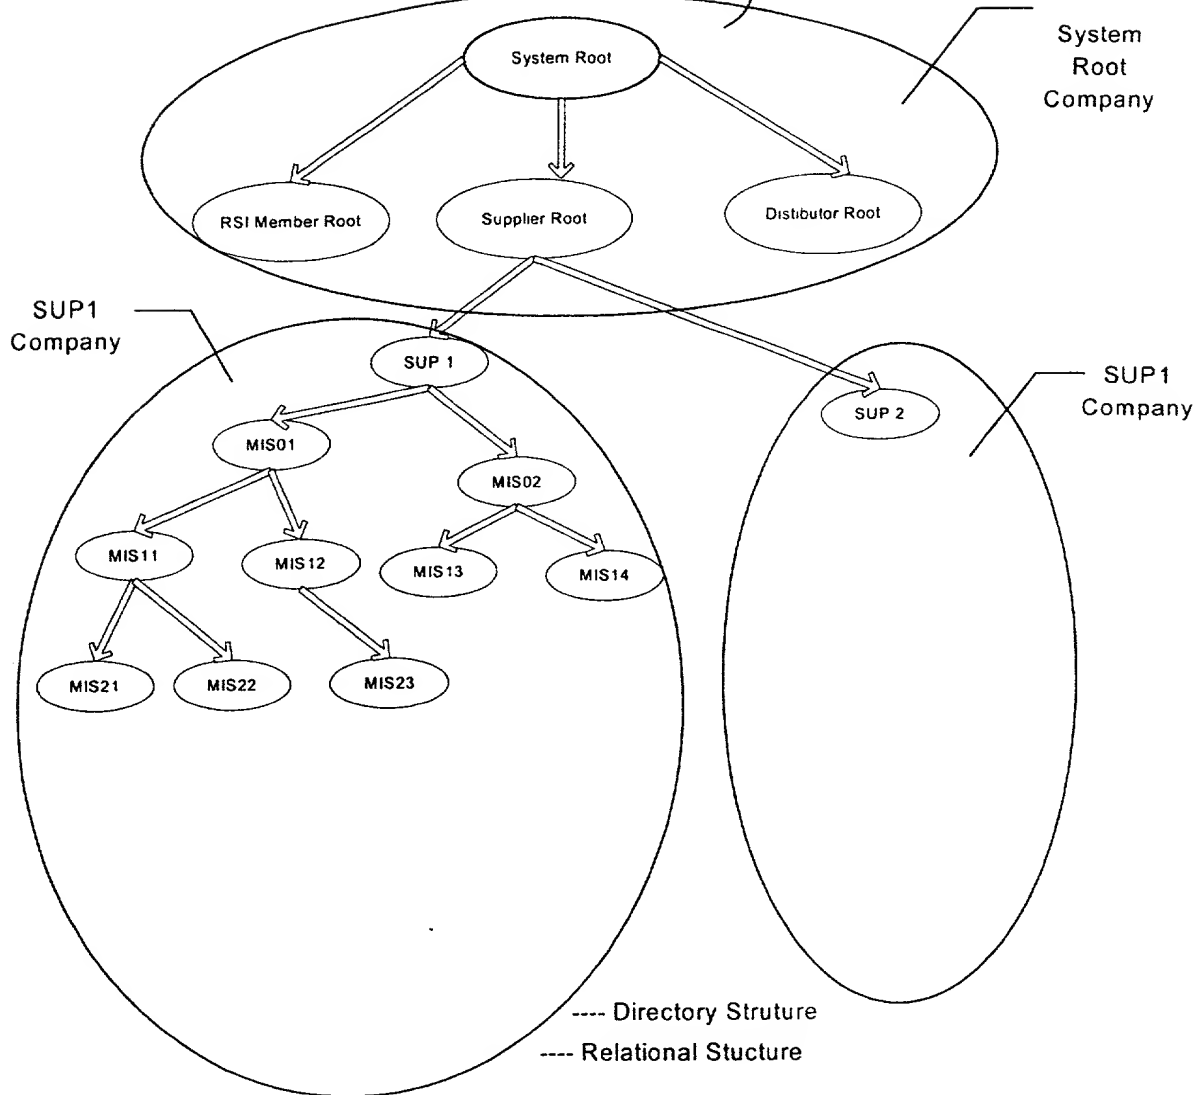 System Root
System
Root
Company
RSI Member Root
Supplier Root
Distibutor Root
SUP1
Company
SUP 1
SUP1
Company
SUP 2
MIS01
MIS02
MIS11
MIS12
MIS13
MIS14
MIS21
MIS22
MIS23
---- Directory Struture
---- Relational Stucture